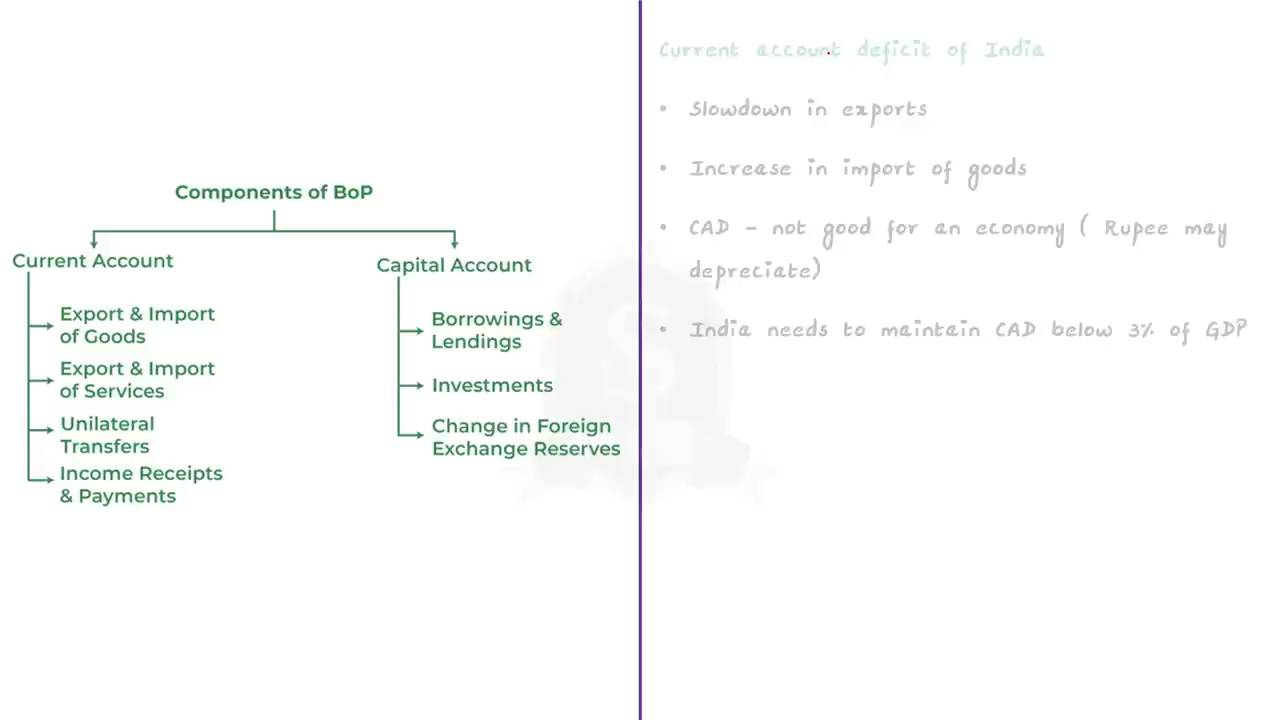 Components of BoP
Current Account
Export & Import
of Goods
Export & Import
of Services
Unilateral
Transfers
Income Receipts
& Payments
Capital Account
Borrowings &
Lendings
Investments
Change in Foreign
Exchange Reserves
Current account deficit of India
• Slowdown in exports
• Increase in import of goods
• CAD - not good for an economy ( Rupee may
depreciate)
• India needs to maintain CAD below 3% of GDP